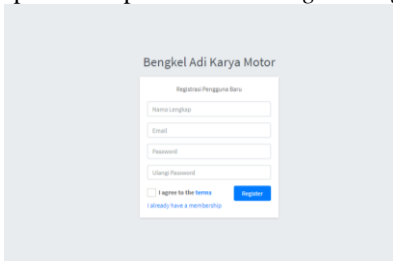 Bengkel Adi Karya Motor
Registrasi Pengguna Baru
Nama Lengkap
Email
Password
Ulangi Password
I agree to the terms
Register
I already have a membership